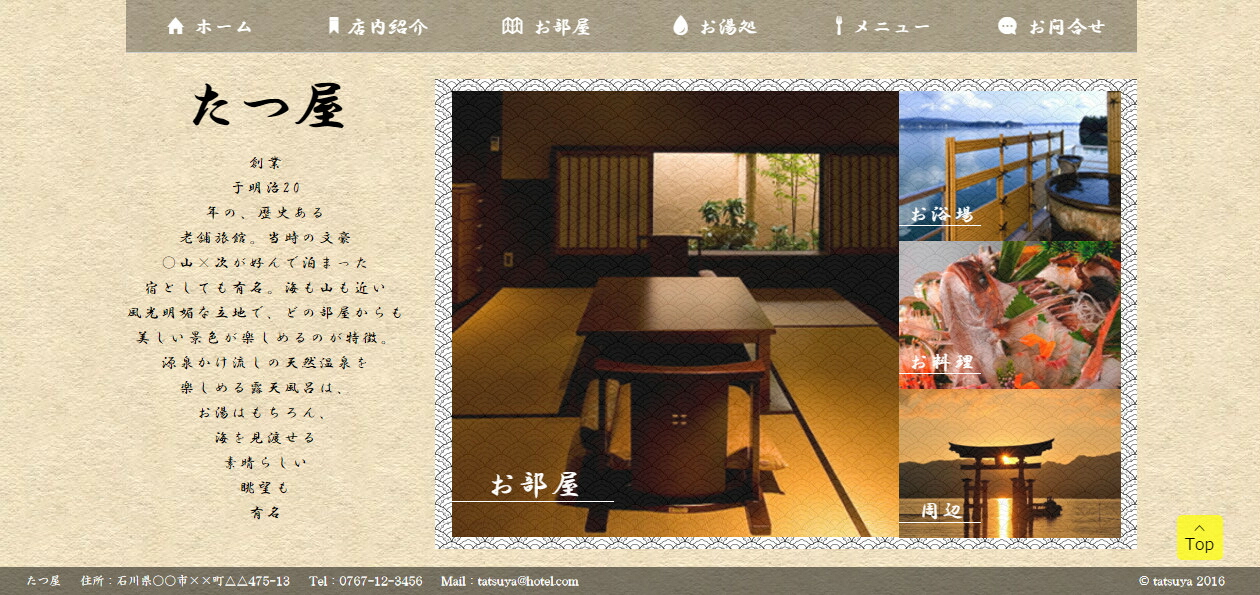 ホーム
店内紹介
お部屋
お湯処
メニュー
お問合せ
たつ屋
創業
于明治20
年の、歴史ある
老舗旅館。当時の文豪
〇山×次が好んで泊まった
宿としても有名。海も山も近い
風光明媚な立地で、どの部屋からも
美しい景色が楽しめるのが特徴。
源泉かけ流しの天然温泉を
楽しめる露天風呂は、
お湯はもちろん、
海を見渡せる
素晴らしい
眺望も
有名
お部屋
お浴場
お料理
周辺
Top
たつ屋 住所：石川県〇〇市××町△△475-13 Tel：0767-12-3456 Mail：tatsuya@hotel.com
© tatsuya 2016